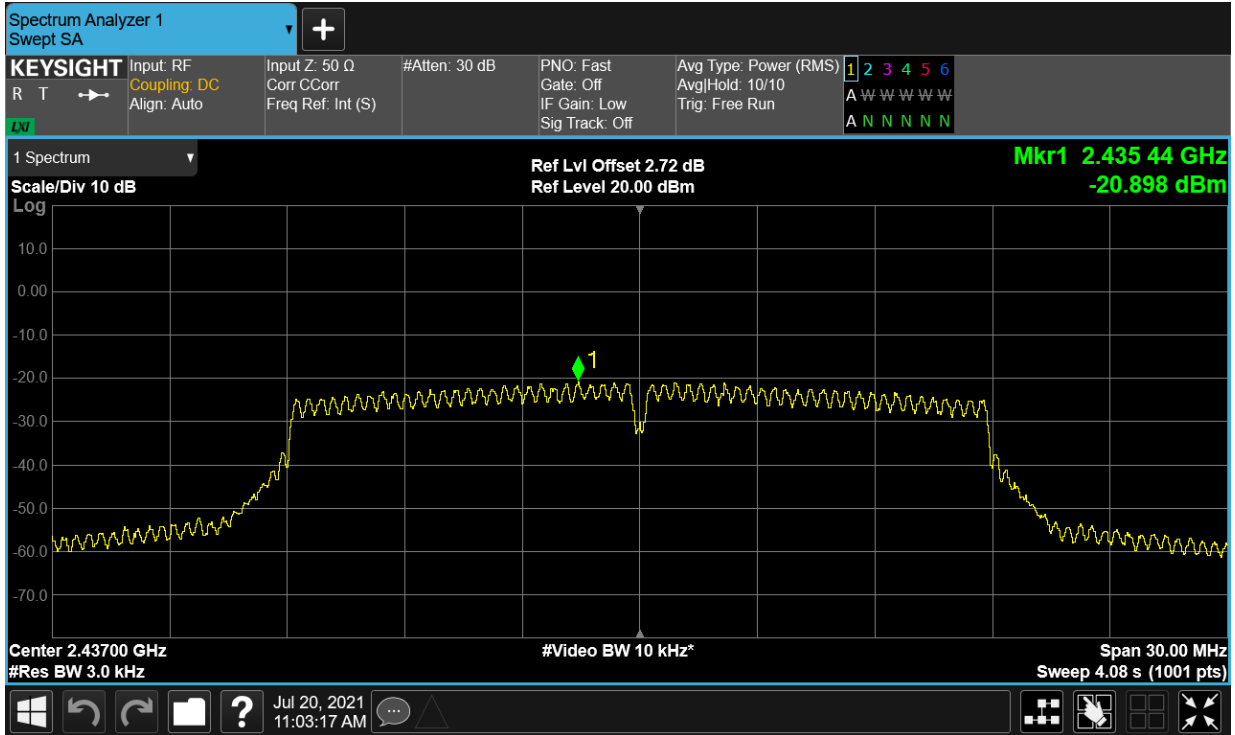 Spectrum Analyzer 1
Swept SA
+
KEYSIGHT
R T
LXI
Input: RF
Coupling: DC
Align: Auto
Input Z: 50 Ω
Corr CCorr
Freq Ref: Int (S)
#Atten: 30 dB
PNO: Fast
Gate: Off
IF Gain: Low
Sig Track: Off
Avg Type: Power (RMS)
Avg|Hold: 10/10
Trig: Free Run
1 2 3 4 5 6
A W W W W W
A N N N N N
1 Spectrum
Scale/Div 10 dB
Log
Ref Lvl Offset 2.72 dB
Ref Level 20.00 dBm
Mkr1 2.435 44 GHz
-20.898 dBm
10.0
0.00
-10.0
-20.0
-30.0
-40.0
-50.0
-60.0
-70.0
1
Center 2.43700 GHz
#Res BW 3.0 kHz
#Video BW 10 kHz*
Span 30.00 MHz
Sweep 4.08 s (1001 pts)
?
Jul 20, 2021
11:03:17 AM